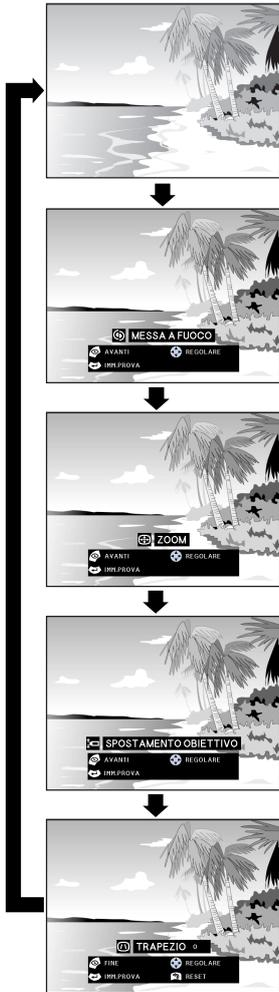 MESSA A FUOCO
AVANTI REGOLARE
IMM.PROVA
ZOOM
AVANTI REGOLARE
IMM.PROVA
SPOSTAMENTO OBIETTIVO
AVANTI REGOLARE
IMM.PROVA
TRAPEZIO 0
FINE REGOLARE
IMM.PROVA RESET